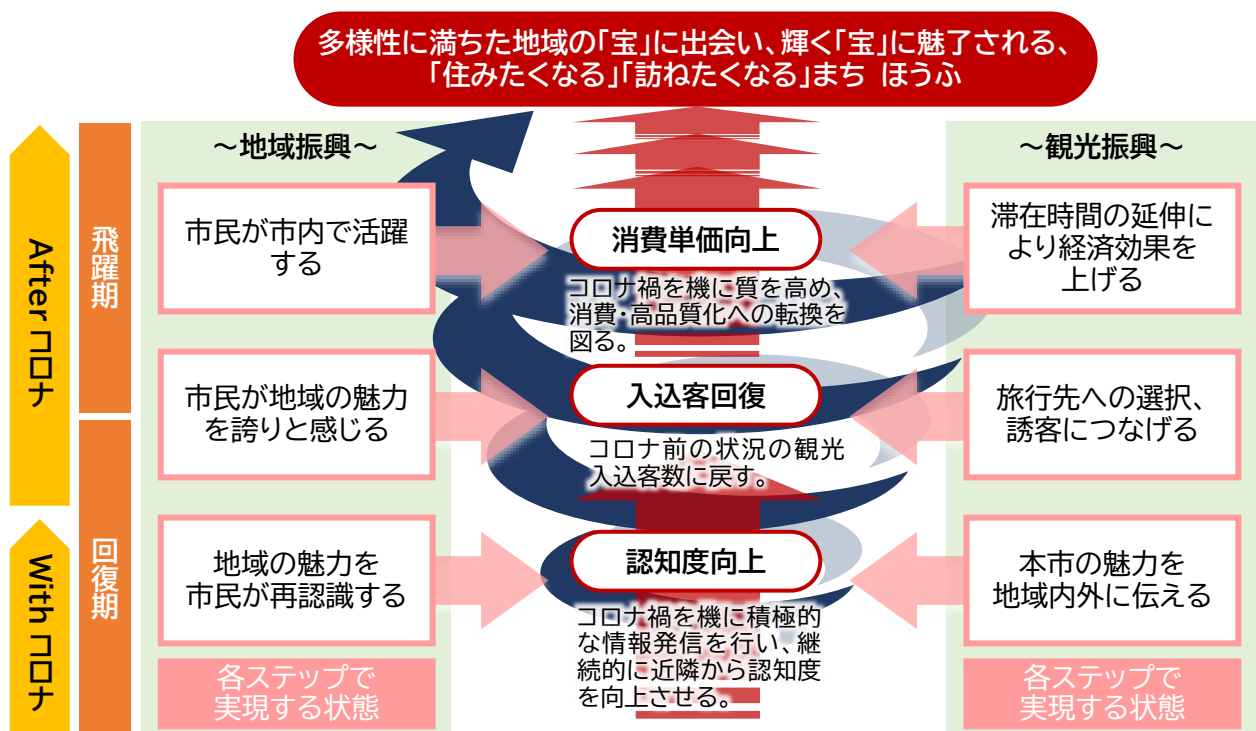 多様性に満ちた地域の「宝」に出会い、輝く「宝」に魅了される、
「住みたくなる」「訪ねたくなる」まち ほうふ
After コロナ
With コロナ
飛躍期
回復期
～地域振興～
市民が市内で活躍
する
市民が地域の魅力
を誇りと感じる
地域の魅力を
市民が再認識する
各ステップで
実現する状態
消費単価向上
コロナ禍を機に質を高め、
消費・高品質化への転換を
図る。
入込客回復
コロナ前の状況の観光
入込客数に戻す。
認知度向上
コロナ禍を機に積極的
な情報発信を行い、継
続的に近隣から認知度
を向上させる。
～観光振興～
滞在時間の延伸に
より経済効果を
上げる
旅行先への選択、
誘客につなげる
本市の魅力を
地域内外に伝える
各ステップで
実現する状態